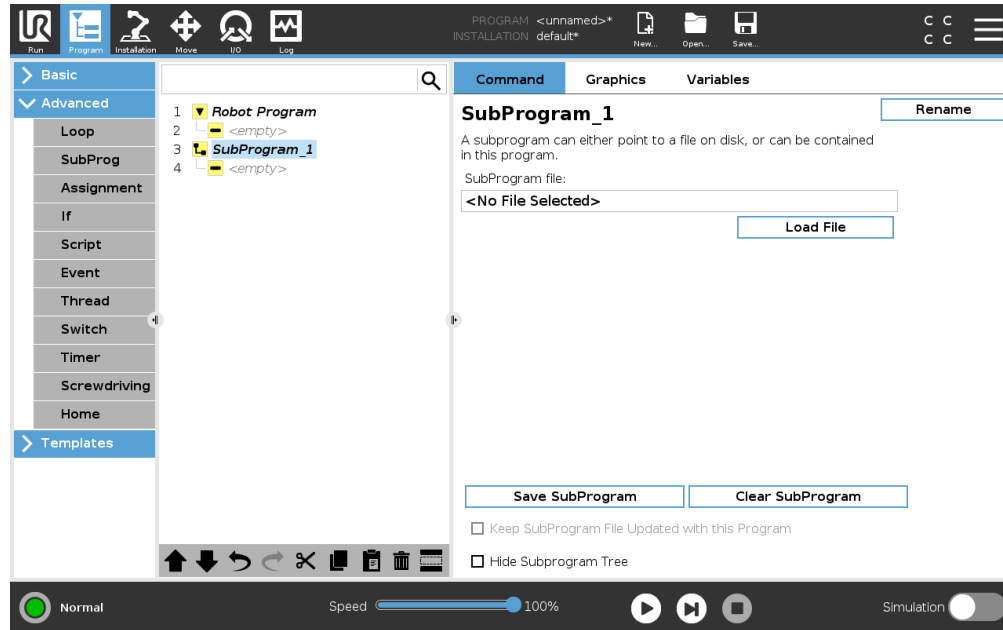 UR
Run
Program
Installation
Move
I/O
Log
PROGRAM <unnamed>*
INSTALLATION default*
New...
Open...
Save...
C C
C C
Basic
Advanced
Loop
SubProg
Assignment
If
Script
Event
Thread
Switch
Timer
Screwdriving
Home
Templates
1 Robot Program
2 <empty>
3 SubProgram_1
4 <empty>
Command Graphics Variables
SubProgram_1
Rename
A subprogram can either point to a file on disk, or can be contained
in this program.
SubProgram file:
<No File Selected>
Load File
Save SubProgram Clear SubProgram
Keep SubProgram File Updated with this Program
Hide Subprogram Tree
Normal
Speed 100%
Simulation